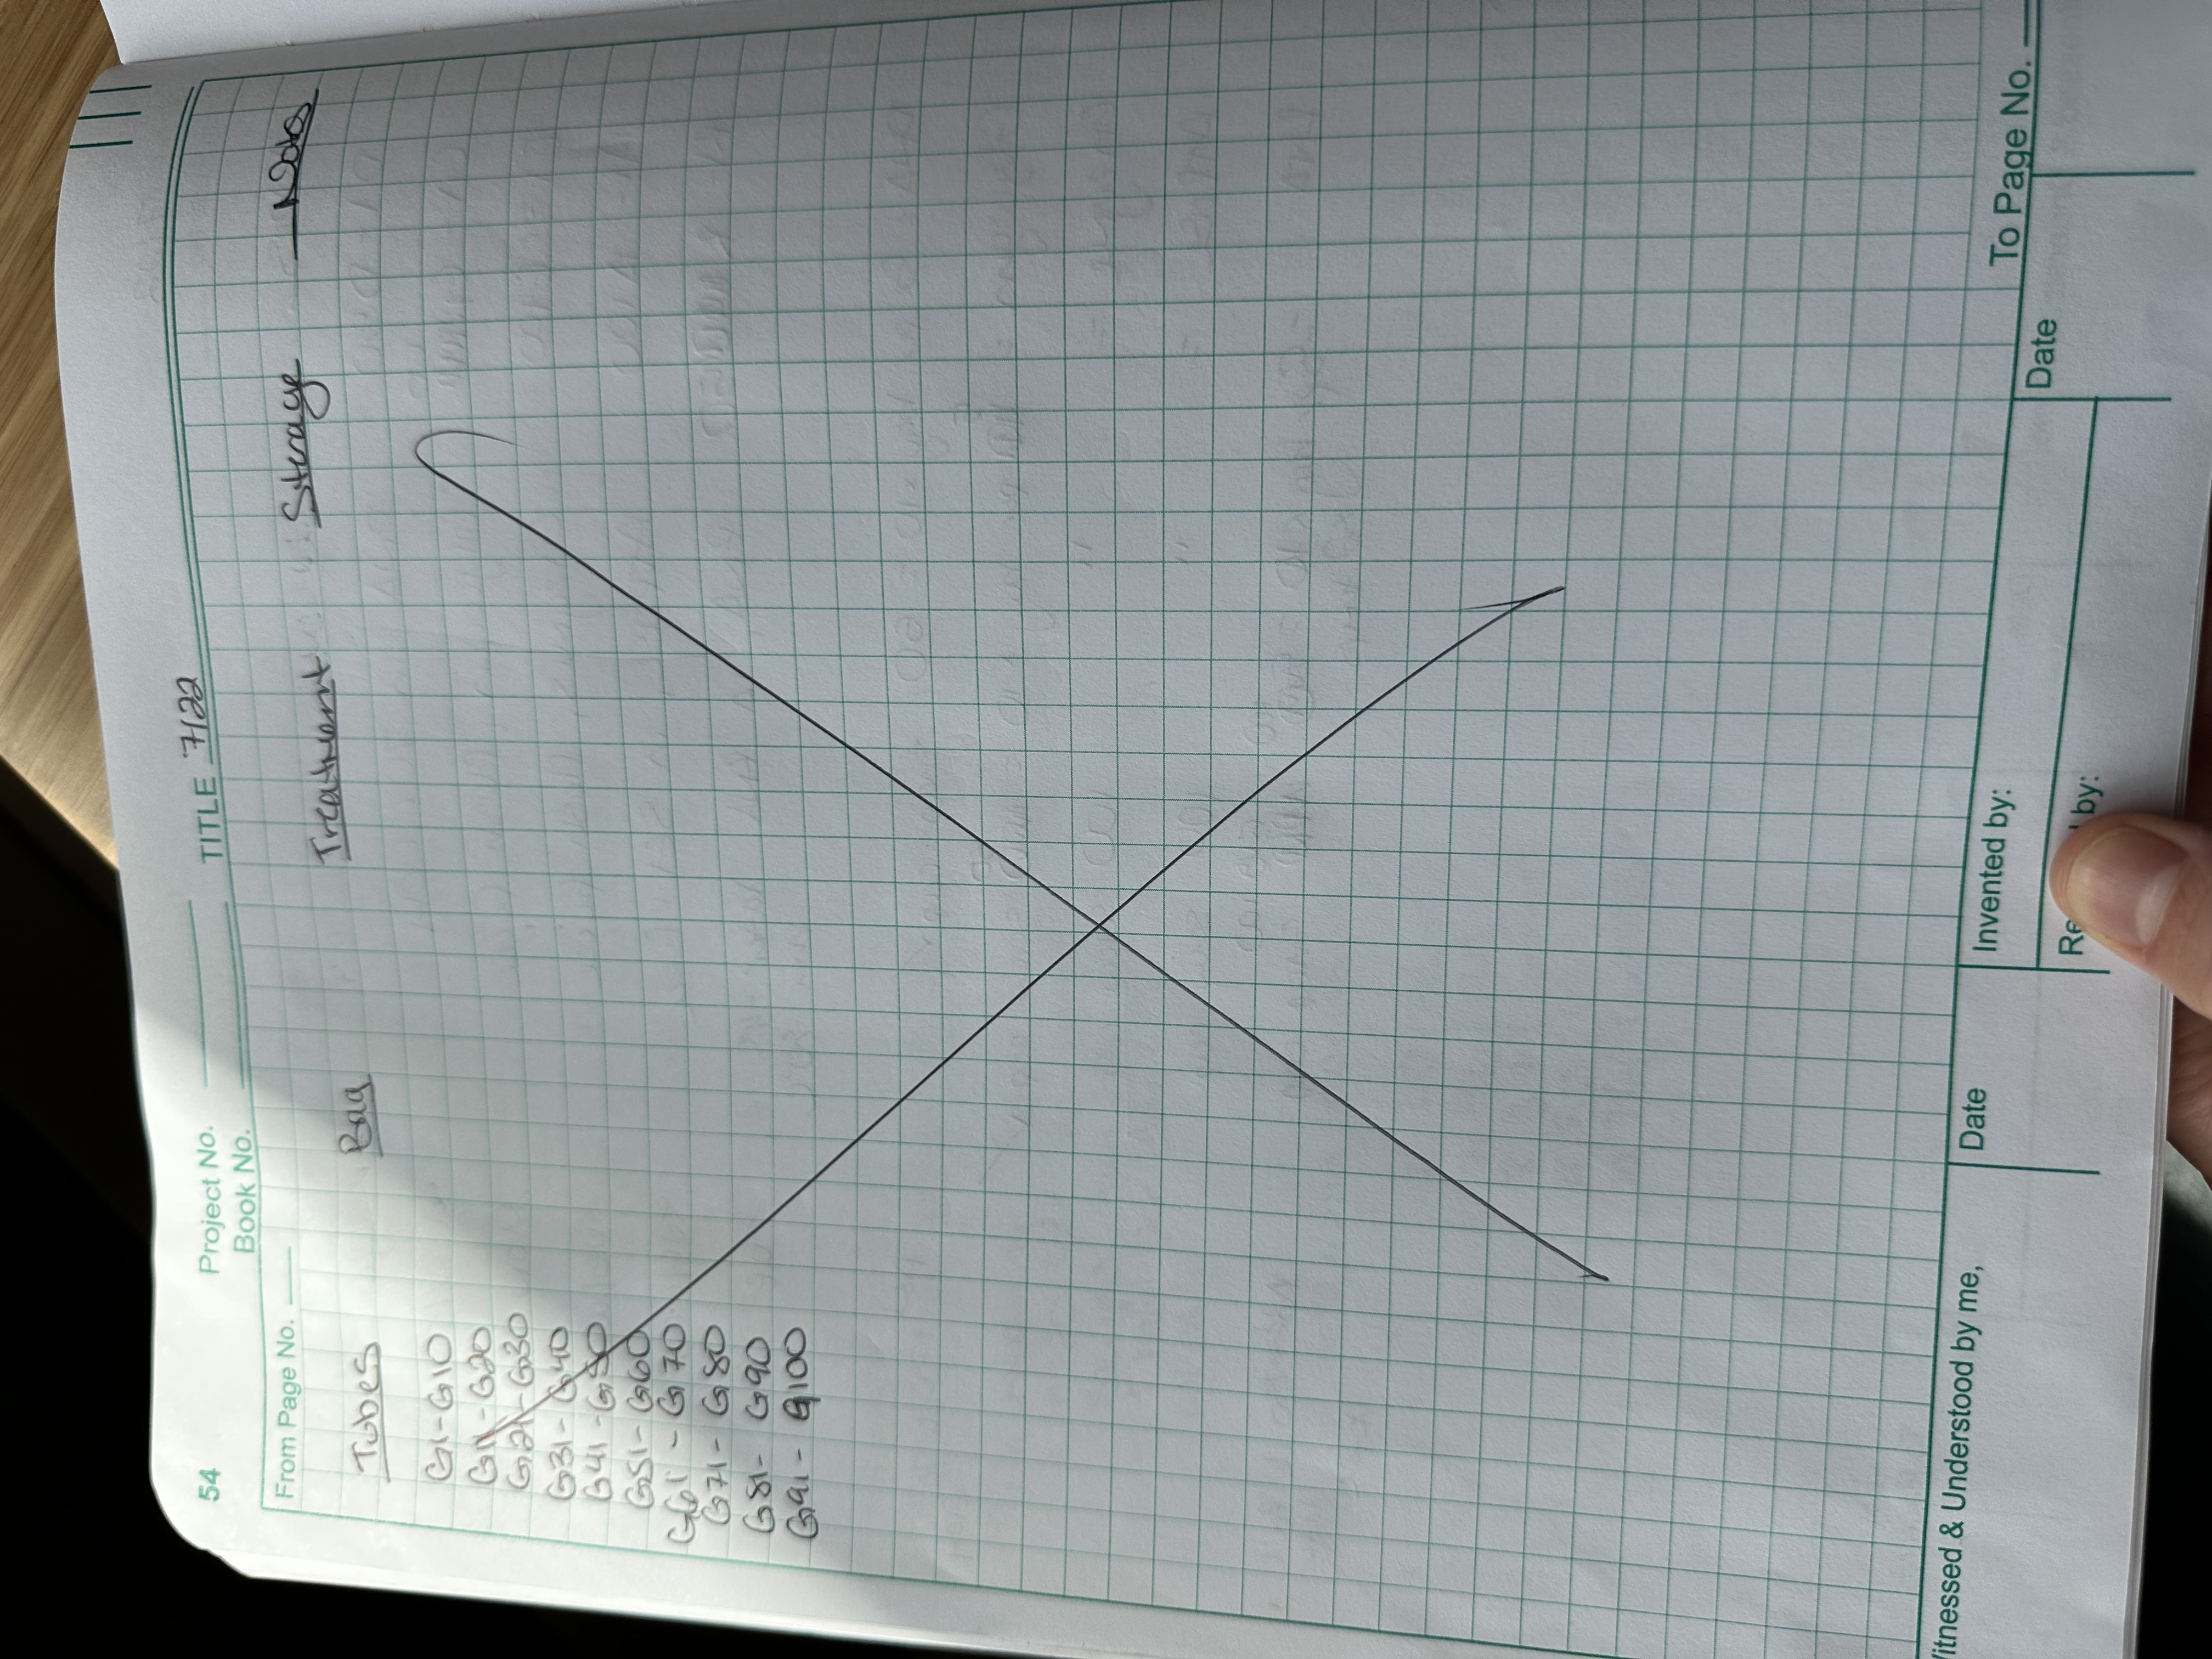 54 Project No. TITLE 7/22
Book No.
From Page No.
Tubes Bag Treatment Storage Notes
G1-G10
G11-G20
G21-G30
G31-G40
G41-G50
G51-G60
G61-G70
G71-G80
G81-G90
G91-G100
To Page No.
itnessed & Understood by me, Date Invented by: Date
Re by: